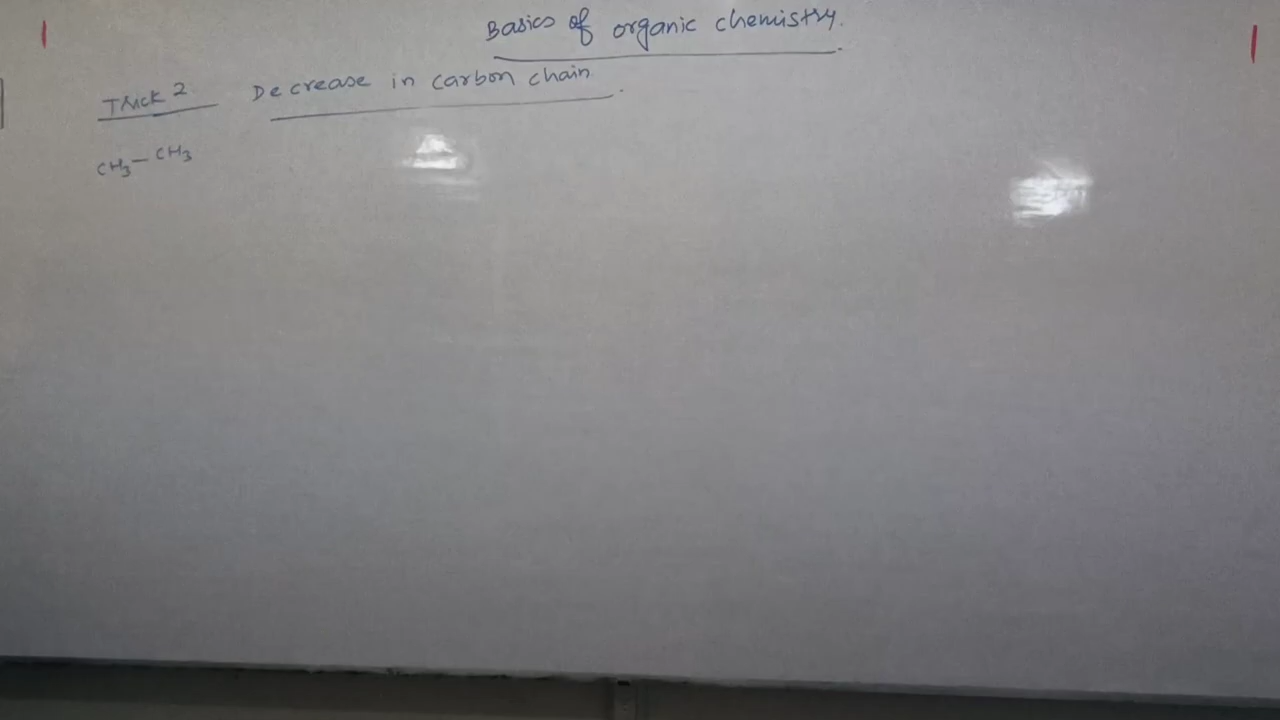 Basics of organic chemistry.
Trick 2 Decrease in carbon chain.
CH₃—CH₃